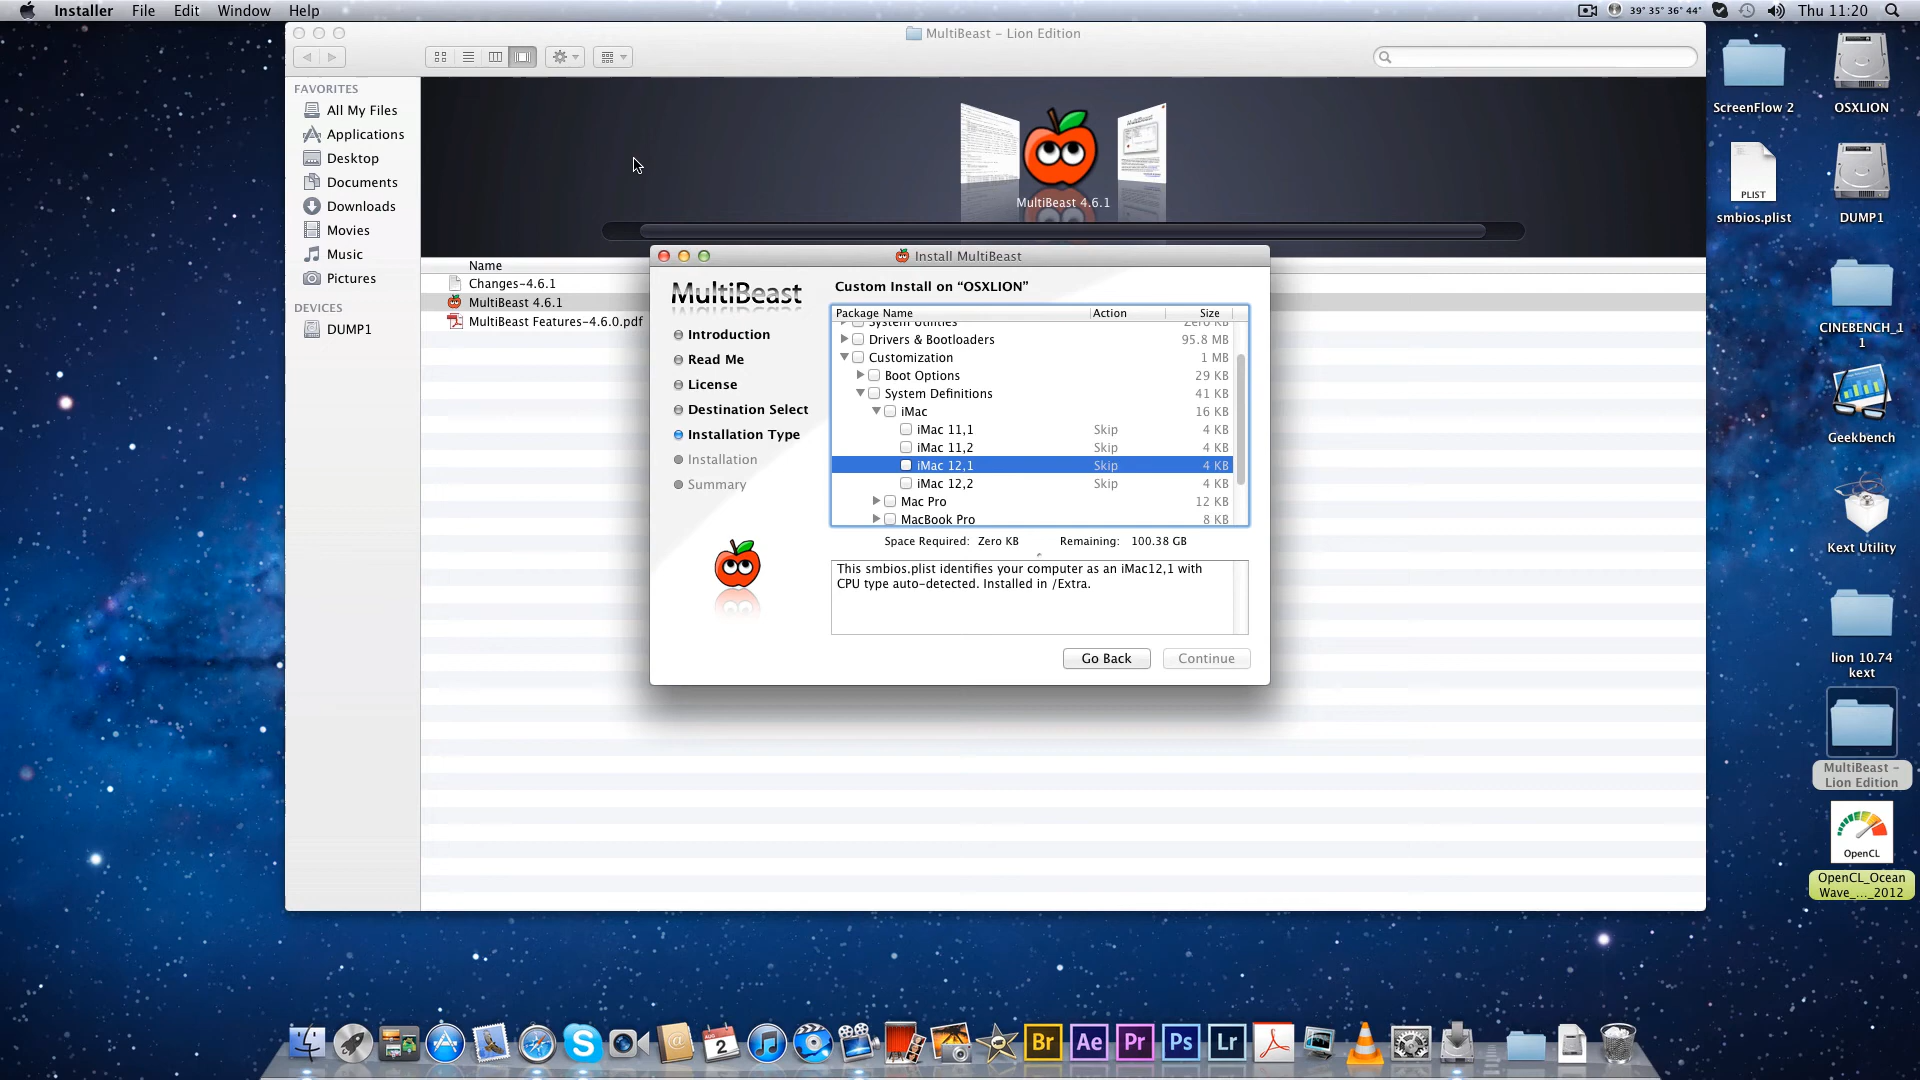 Installer File Edit Window Help
39° 35° 36° 44° Thu 11:20
MultiBeast – Lion Edition
FAVORITES
All My Files
Applications
Desktop
Documents
Downloads
Movies
Music
Pictures
DEVICES
DUMP1
MultiBeast 4.6.1
Name
Changes-4.6.1
MultiBeast 4.6.1
MultiBeast Features-4.6.0.pdf
Install MultiBeast
MultiBeast
Introduction
Read Me
License
Destination Select
Installation Type
Installation
Summary
Custom Install on “OSXLION”
Package Name Action Size
System Utilities Zero KB
Drivers & Bootloaders 95.8 MB
Customization 1 MB
Boot Options 29 KB
System Definitions 41 KB
iMac 16 KB
iMac 11,1 Skip 4 KB
iMac 11,2 Skip 4 KB
iMac 12,1 Skip 4 KB
iMac 12,2 Skip 4 KB
Mac Pro 12 KB
MacBook Pro 8 KB
Space Required: Zero KB Remaining: 100.38 GB
This smbios.plist identifies your computer as an iMac12,1 with
CPU type auto-detected. Installed in /Extra.
Go Back Continue
ScreenFlow 2
OSXLION
PLIST
smbios.plist
DUMP1
CINEBENCH_1
1
Geekbench
Kext Utility
lion 10.74
kext
MultiBeast –
Lion Edition
OpenCL
OpenCL_Ocean
Wave_..._2012
AUG
2
Br Ae Pr Ps Lr